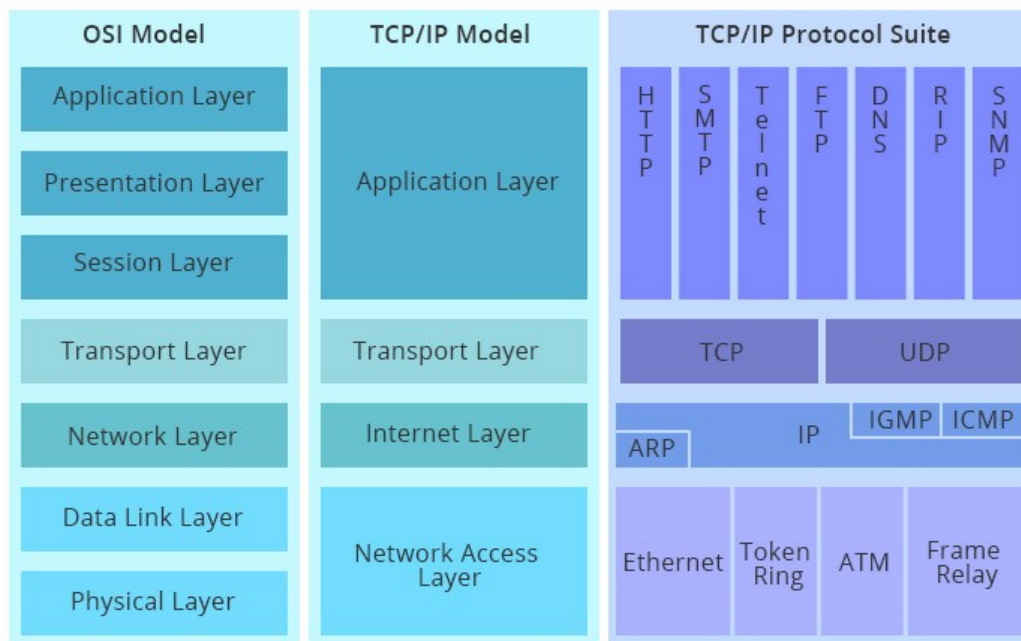 OSI Model
Application Layer
Presentation Layer
Session Layer
Transport Layer
Network Layer
Data Link Layer
Physical Layer
TCP/IP Model
Application Layer
Transport Layer
Internet Layer
Network Access
Layer
TCP/IP Protocol Suite
HTTP
SMTP
Telnet
FTP
DNS
RIP
SNMP
TCP
UDP
ARP
IP
IGMP
ICMP
Ethernet
Token
Ring
ATM
Frame
Relay